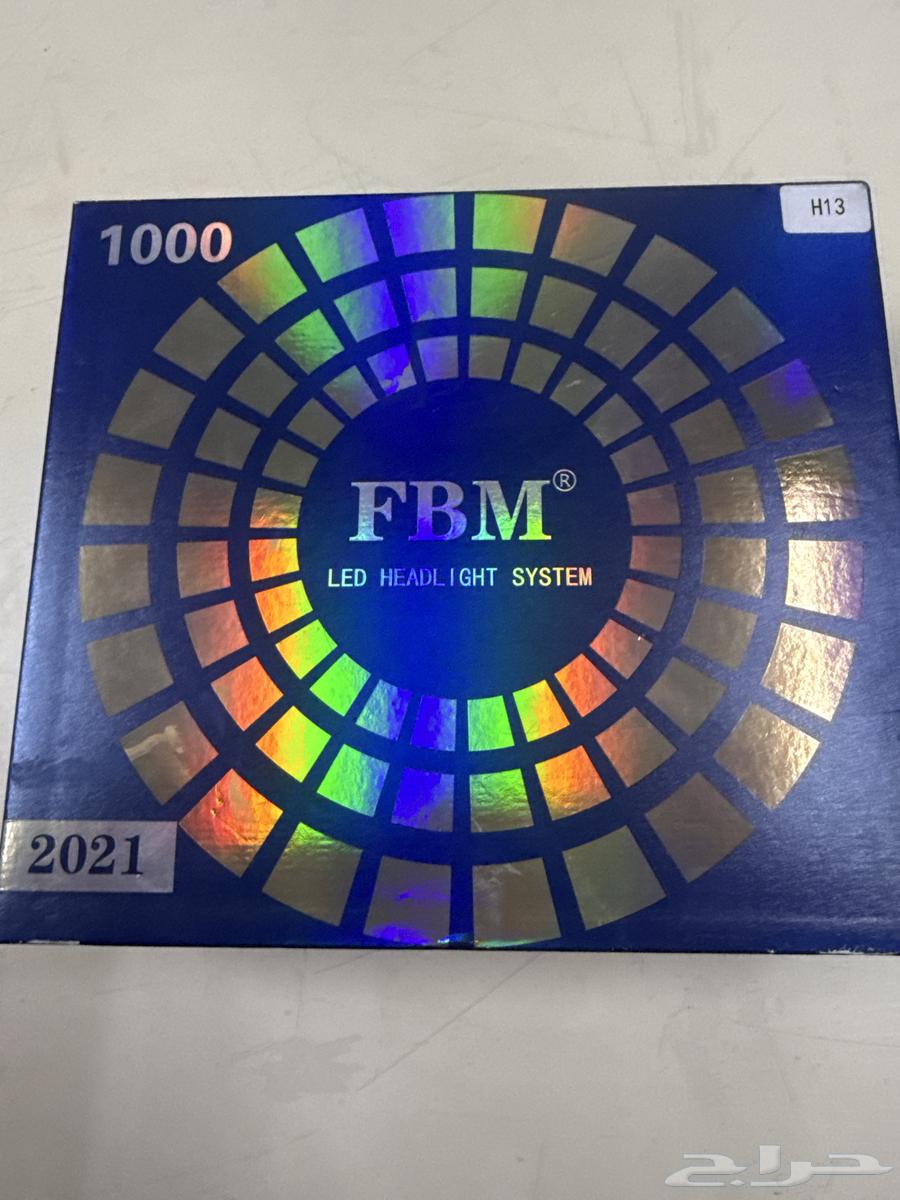 H13
1000
FBM®
LED HEADLIGHT SYSTEM
2021
حراج